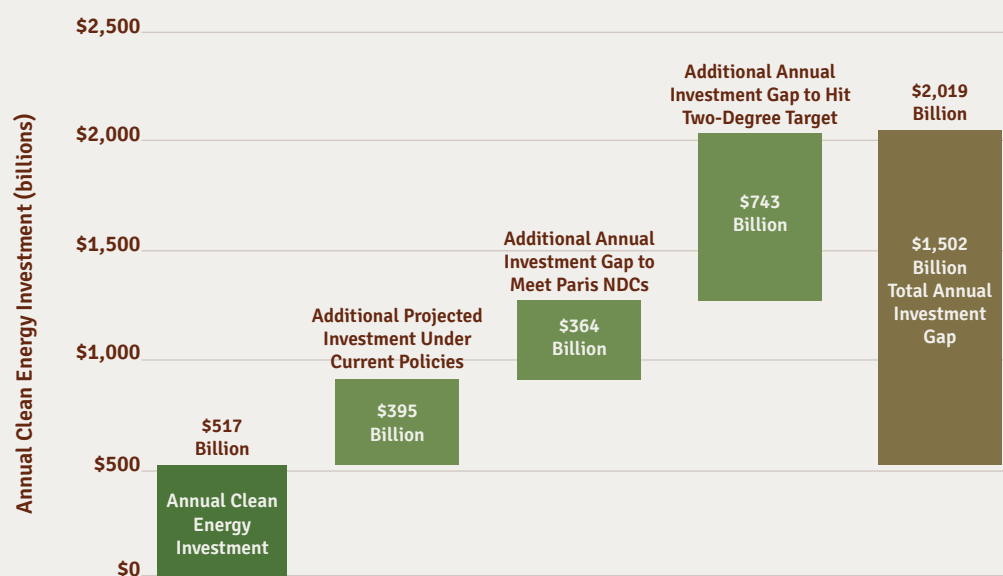 Annual Clean Energy Investment (billions)
$2,500
$2,000
$1,500
$1,000
$500
$0
$517
Billion
Annual Clean
Energy
Investment
Additional Projected
Investment Under
Current Policies
$395
Billion
Additional Annual
Investment Gap to
Meet Paris NDCs
$364
Billion
Additional Annual
Investment Gap to Hit
Two-Degree Target
$743
Billion
$2,019
Billion
$1,502
Billion
Total Annual
Investment
Gap